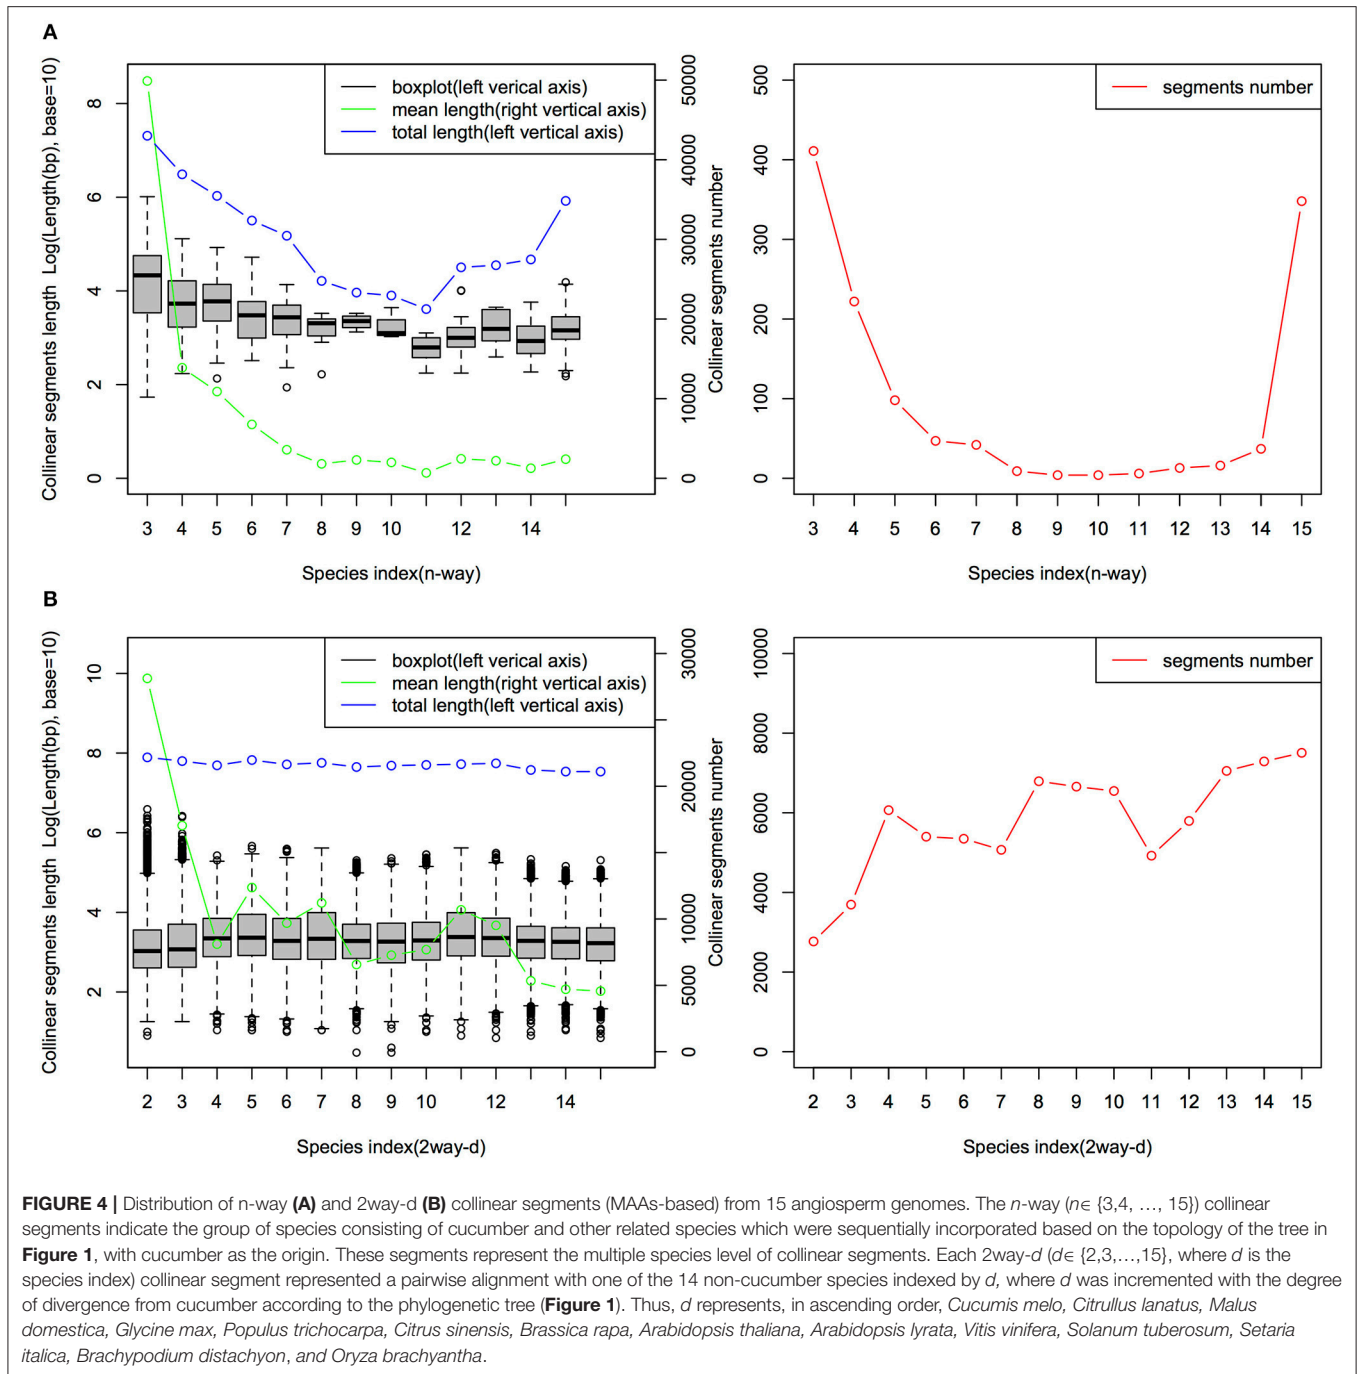 A
Collinear segments length Log(Length(bp), base=10)
0 2 4 6 8
boxplot(left verical axis)
mean length(right vertical axis)
total length(left vertical axis)
0 10000 20000 30000 40000 50000
3 4 5 6 7 8 9 10 12 14
Species index(n-way)
Collinear segments number
0 100 200 300 400 500
segments number
3 4 5 6 7 8 9 10 11 12 13 14 15
Species index(n-way)
B
Collinear segments length Log(Length(bp), base=10)
2 4 6 8 10
boxplot(left verical axis)
mean length(right vertical axis)
total length(left vertical axis)
0 5000 10000 20000 30000
2 3 4 5 6 7 8 9 10 12 14
Species index(2way-d)
Collinear segments number
0 2000 4000 6000 8000 10000
segments number
2 3 4 5 6 7 8 9 10 11 12 13 14 15
Species index(2way-d)
FIGURE 4 | Distribution of n-way (A) and 2way-d (B) collinear segments (MAAs-based) from 15 angiosperm genomes. The n-way (n∈ {3,4, …, 15}) collinear
segments indicate the group of species consisting of cucumber and other related species which were sequentially incorporated based on the topology of the tree in
Figure 1, with cucumber as the origin. These segments represent the multiple species level of collinear segments. Each 2way-d (d∈ {2,3,…,15}, where d is the
species index) collinear segment represented a pairwise alignment with one of the 14 non-cucumber species indexed by d, where d was incremented with the degree
of divergence from cucumber according to the phylogenetic tree (Figure 1). Thus, d represents, in ascending order, Cucumis melo, Citrullus lanatus, Malus
domestica, Glycine max, Populus trichocarpa, Citrus sinensis, Brassica rapa, Arabidopsis thaliana, Arabidopsis lyrata, Vitis vinifera, Solanum tuberosum, Setaria
italica, Brachypodium distachyon, and Oryza brachyantha.